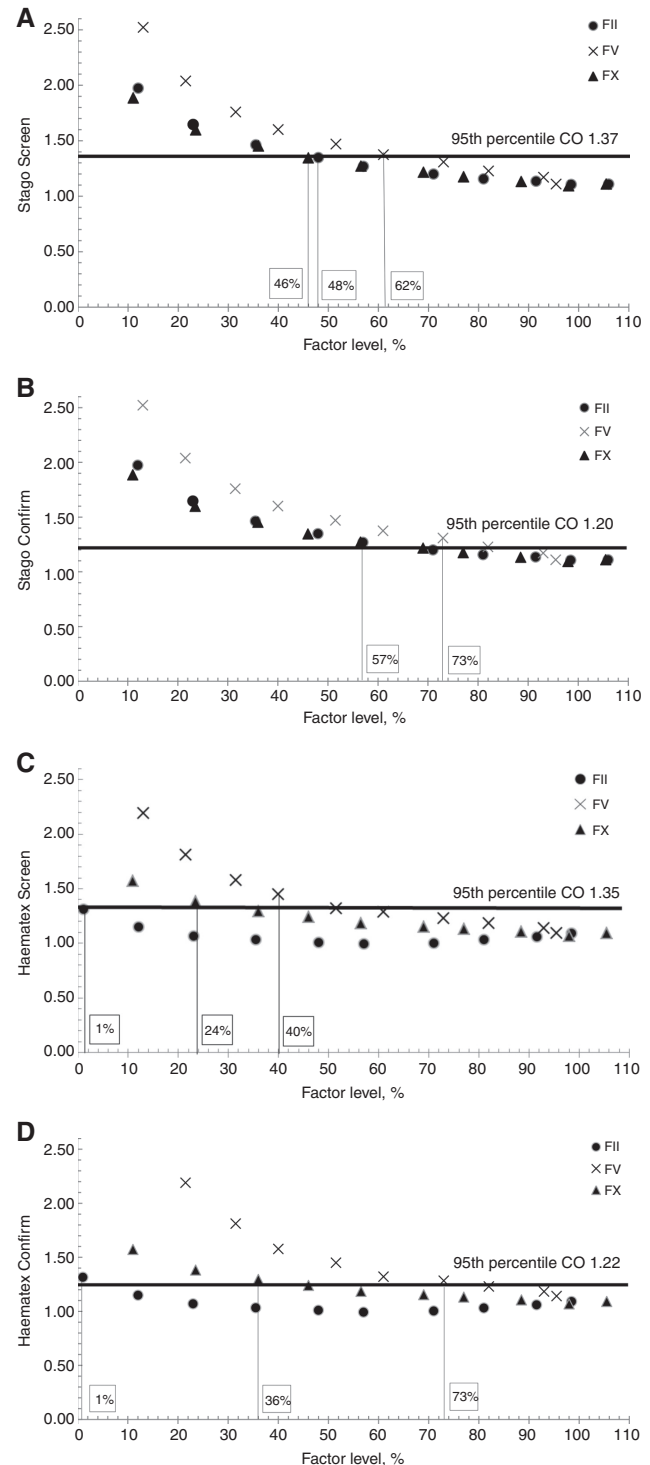 A
2.50
2.00
1.50
1.00
0.50
0.00
Stago Screen
FII
FV
FX
95th percentile CO 1.37
46%
48%
62%
0 10 20 30 40 50 60 70 80 90 100 110
Factor level, %
B
2.50
2.00
1.50
1.00
0.50
0.00
Stago Confirm
FII
FV
FX
95th percentile CO 1.20
57%
73%
0 10 20 30 40 50 60 70 80 90 100 110
Factor level, %
C
2.50
2.00
1.50
1.00
0.50
0.00
Haematex Screen
FII
FV
FX
95th percentile CO 1.35
1%
24%
40%
0 10 20 30 40 50 60 70 80 90 100 110
Factor level, %
D
2.50
2.00
1.50
1.00
0.50
0.00
Haematex Confirm
FII
FV
FX
95th percentile CO 1.22
1%
36%
73%
0 10 20 30 40 50 60 70 80 90 100 110
Factor level, %